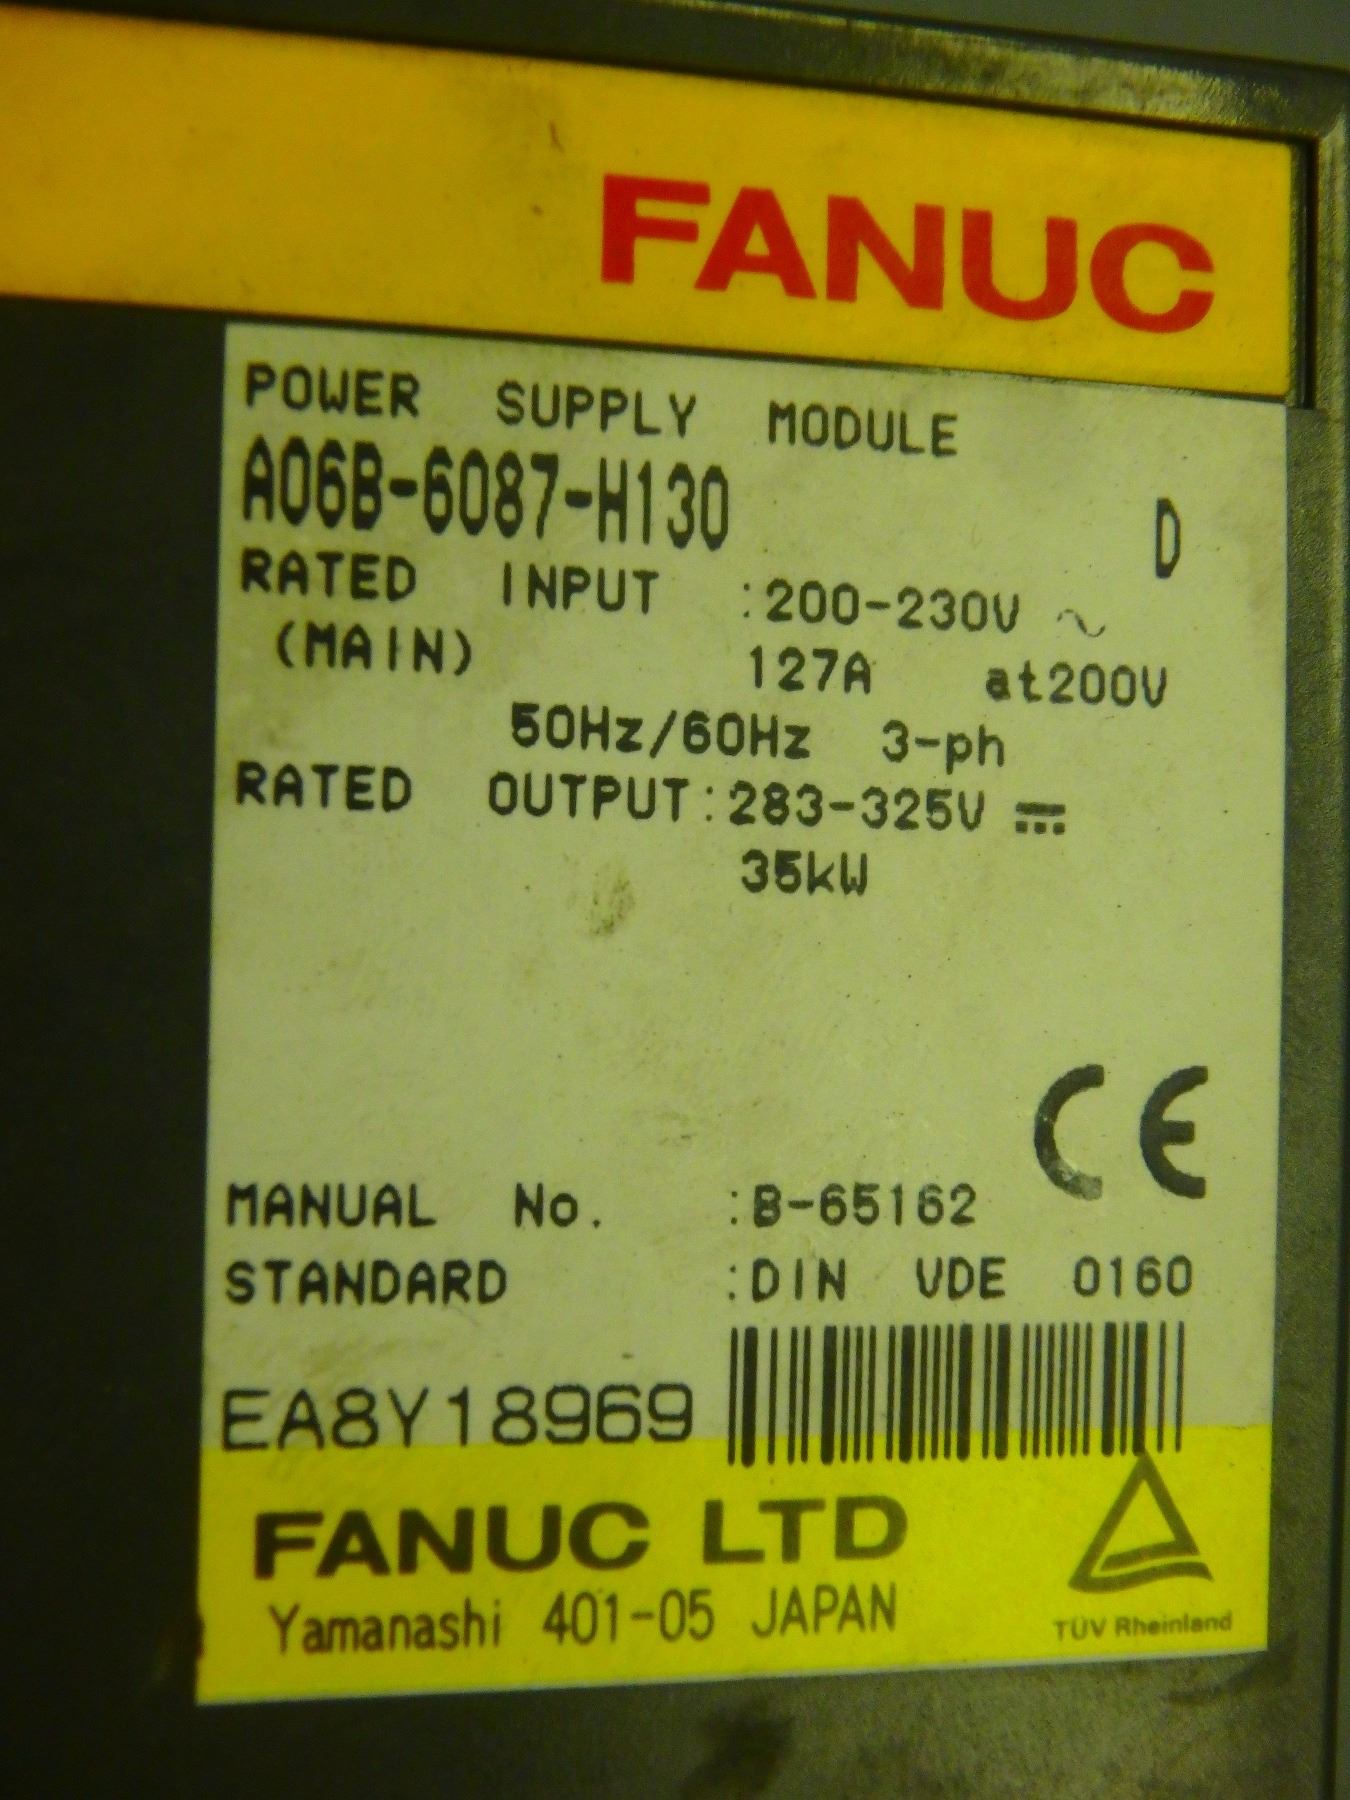 FANUC
POWER SUPPLY MODULE
A06B-6087-H130 D
RATED INPUT :200-230V ~
(MAIN) 127A at200V
50Hz/60Hz 3-ph
RATED OUTPUT:283-325V ⎓
35kW
CE
MANUAL No. :B-65162
STANDARD :DIN VDE 0160
EA8Y18969
FANUC LTD
Yamanashi 401-05 JAPAN
TÜV Rheinland